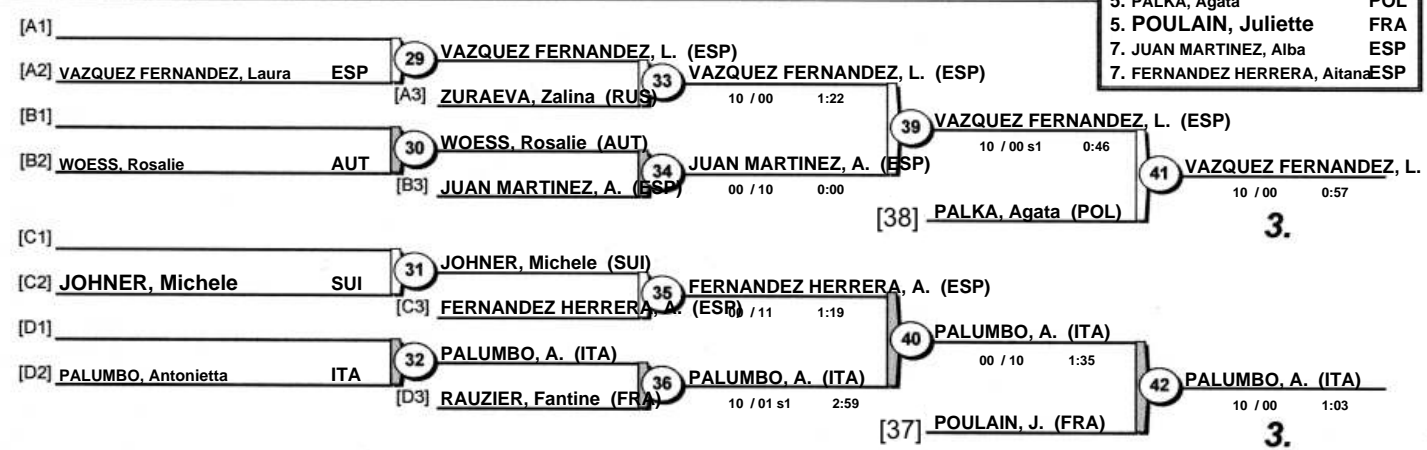 5. PALKA, Agata POL
5. POULAIN, Juliette FRA
7. JUAN MARTINEZ, Alba ESP
7. FERNANDEZ HERRERA, Aitana ESP
[A1]
29 VAZQUEZ FERNANDEZ, L. (ESP)
[A2] VAZQUEZ FERNANDEZ, Laura ESP
33 VAZQUEZ FERNANDEZ, L. (ESP)
[A3] ZURAEVA, Zalina (RUS)
10 / 00 1:22
[B1]
39 VAZQUEZ FERNANDEZ, L. (ESP)
30 WOESS, Rosalie (AUT)
10 / 00 s1 0:46
[B2] WOESS, Rosalie AUT
34 JUAN MARTINEZ, A. (ESP)
41 VAZQUEZ FERNANDEZ, L.
[B3] JUAN MARTINEZ, A. (ESP)
00 / 10 0:00
10 / 00 0:57
[38] PALKA, Agata (POL)
3.
[C1]
31 JOHNER, Michele (SUI)
[C2] JOHNER, Michele SUI
35 FERNANDEZ HERRERA, A. (ESP)
[C3] FERNANDEZ HERRERA, A. (ESP)
00 / 11 1:19
[D1]
40 PALUMBO, A. (ITA)
32 PALUMBO, A. (ITA)
00 / 10 1:35
[D2] PALUMBO, Antonietta ITA
36 PALUMBO, A. (ITA)
42 PALUMBO, A. (ITA)
[D3] RAUZIER, Fantine (FRA)
10 / 01 s1 2:59
10 / 00 1:03
[37] POULAIN, J. (FRA)
3.